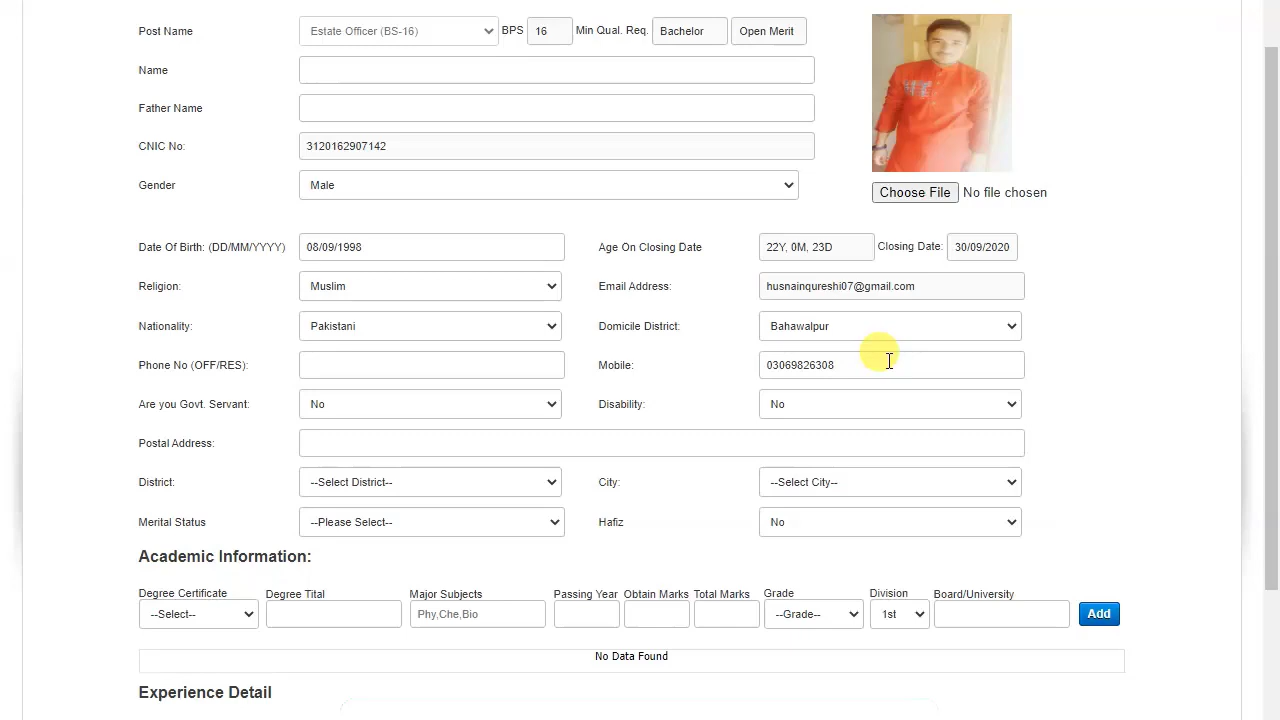 Post Name Estate Officer (BS-16) BPS 16 Min Qual. Req. Bachelor Open Merit
Name
Father Name
CNIC No: 3120162907142
Gender Male
Choose File No file chosen
Date Of Birth: (DD/MM/YYYY) 08/09/1998 Age On Closing Date 22Y, 0M, 23D Closing Date: 30/09/2020
Religion: Muslim Email Address: husnainqureshi07@gmail.com
Nationality: Pakistani Domicile District: Bahawalpur
Phone No (OFF/RES): Mobile: 03069826308
Are you Govt. Servant: No Disability: No
Postal Address:
District: --Select District-- City: --Select City--
Merital Status --Please Select-- Hafiz No
Academic Information:
Degree Certificate Degree Tital Major Subjects Passing Year Obtain Marks Total Marks Grade Division Board/University
--Select-- Phy,Che,Bio --Grade-- 1st Add
No Data Found
Experience Detail